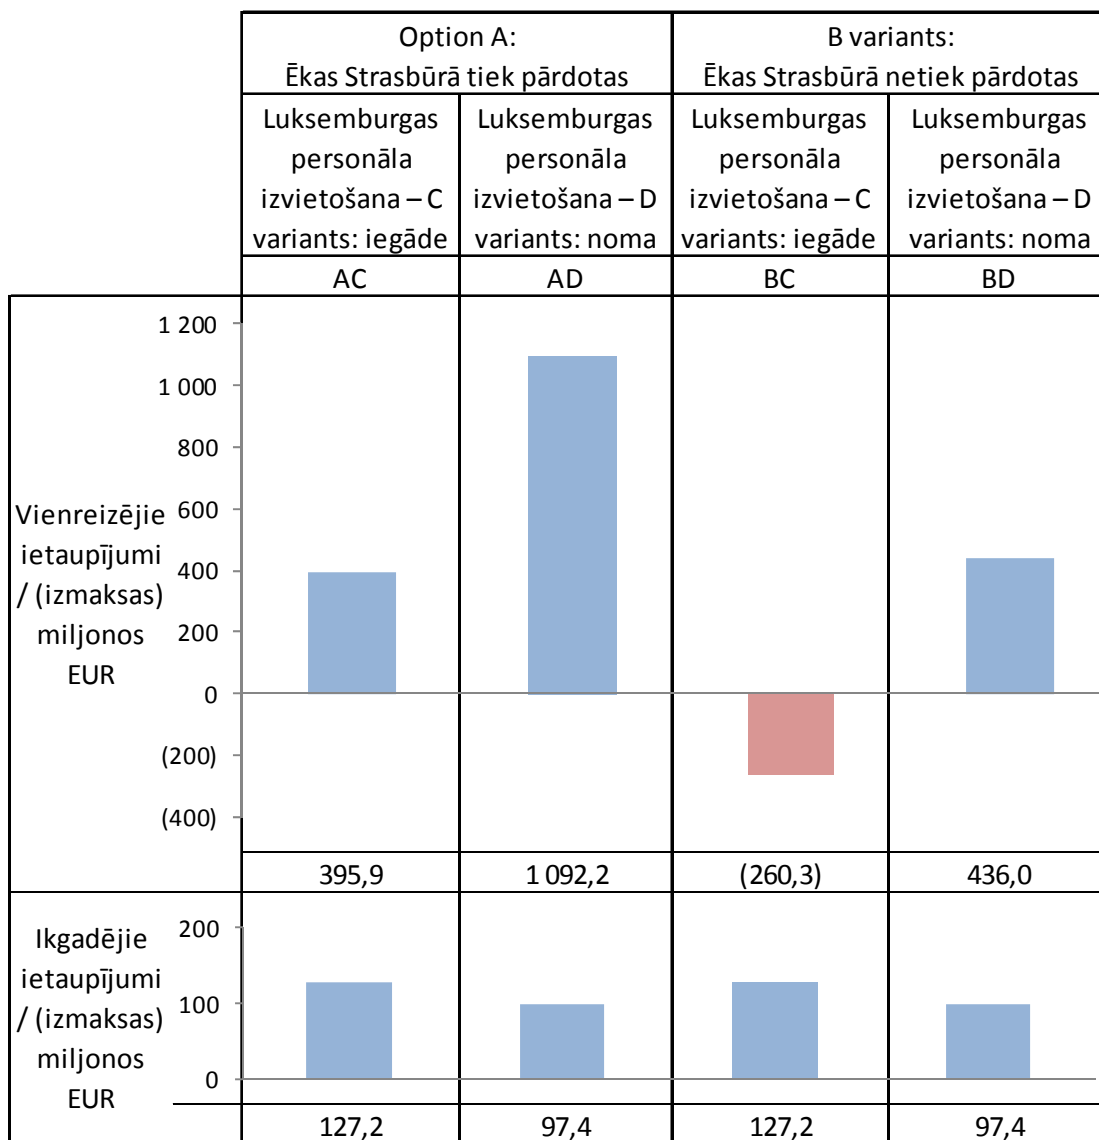 Option A:
Ēkas Strasbūrā tiek pārdotas
B variants:
Ēkas Strasbūrā netiek pārdotas
Luksemburgas
personāla
izvietošana – C
variants: iegāde
Luksemburgas
personāla
izvietošana – D
variants: noma
Luksemburgas
personāla
izvietošana – C
variants: iegāde
Luksemburgas
personāla
izvietošana – D
variants: noma
AC
AD
BC
BD
Vienreizējie
ietaupījumi
/ (izmaksas)
miljonos
EUR
1 200
1 000
800
600
400
200
0
(200)
(400)
395,9
1 092,2
(260,3)
436,0
Ikgadējie
ietaupījumi
/ (izmaksas)
miljonos
EUR
200
100
0
127,2
97,4
127,2
97,4